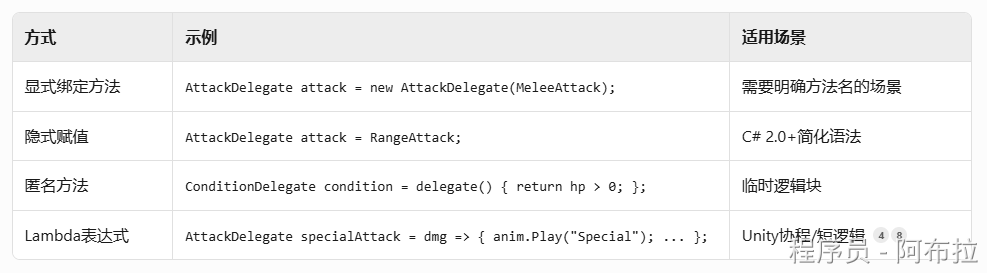 方式 示例 适用场景
显式绑定方法 AttackDelegate attack = new AttackDelegate(MeleeAttack); 需要明确方法名的场景
隐式赋值 AttackDelegate attack = RangeAttack; C# 2.0+简化语法
匿名方法 ConditionDelegate condition = delegate() { return hp > 0; }; 临时逻辑块
Lambda表达式 AttackDelegate specialAttack = dmg => { anim.Play("Special"); ... }; Unity协程/短逻辑 4 8
程序员 - 阿布拉